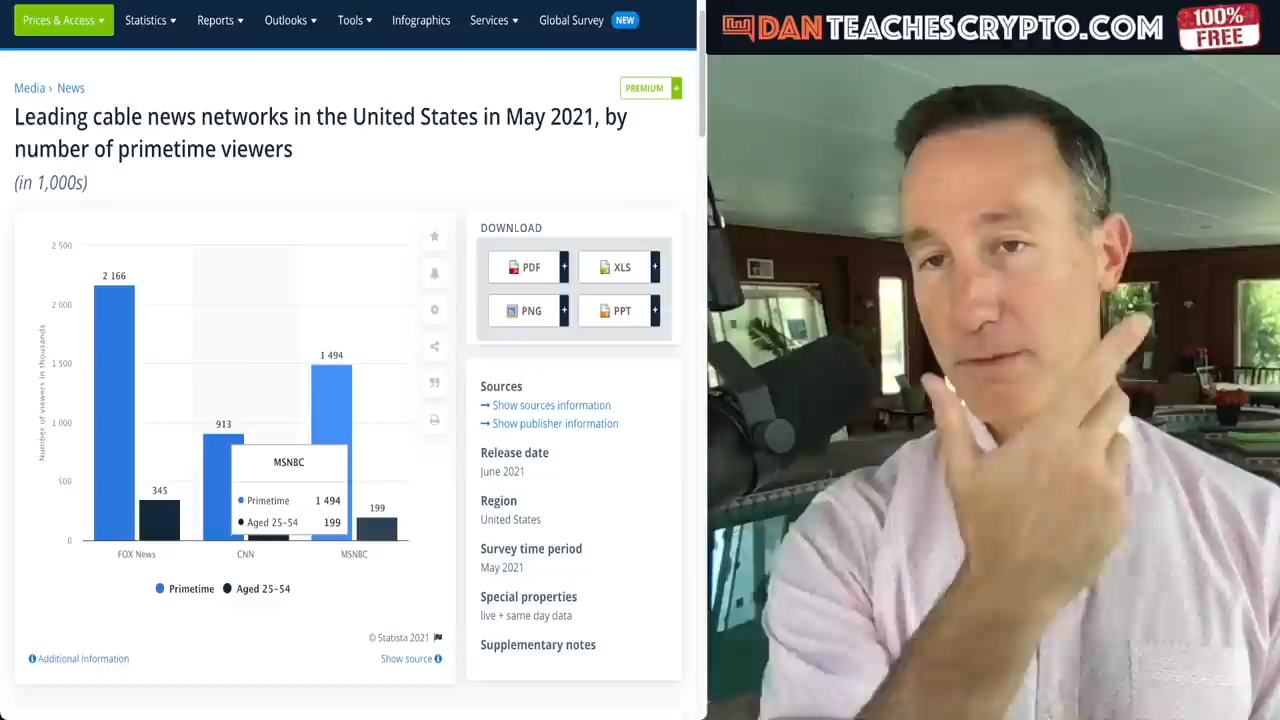 Prices & Access Statistics Reports Outlooks Tools Infographics Services Global Survey NEW
DANTEACHESCRYPTO.COM
100%
FREE
Media › News
PREMIUM +
Leading cable news networks in the United States in May 2021, by
number of primetime viewers
(in 1,000s)
2 500
2 000
1 500
1 000
500
0
Number of viewers in thousands
2 166
345
913
1 494
199
MSNBC
Primetime 1 494
Aged 25–54 199
FOX News CNN MSNBC
Primetime Aged 25–54
© Statista 2021
Additional Information
Show source
DOWNLOAD
PDF + XLS +
PNG + PPT +
Sources
→ Show sources information
→ Show publisher information
Release date
June 2021
Region
United States
Survey time period
May 2021
Special properties
live + same day data
Supplementary notes